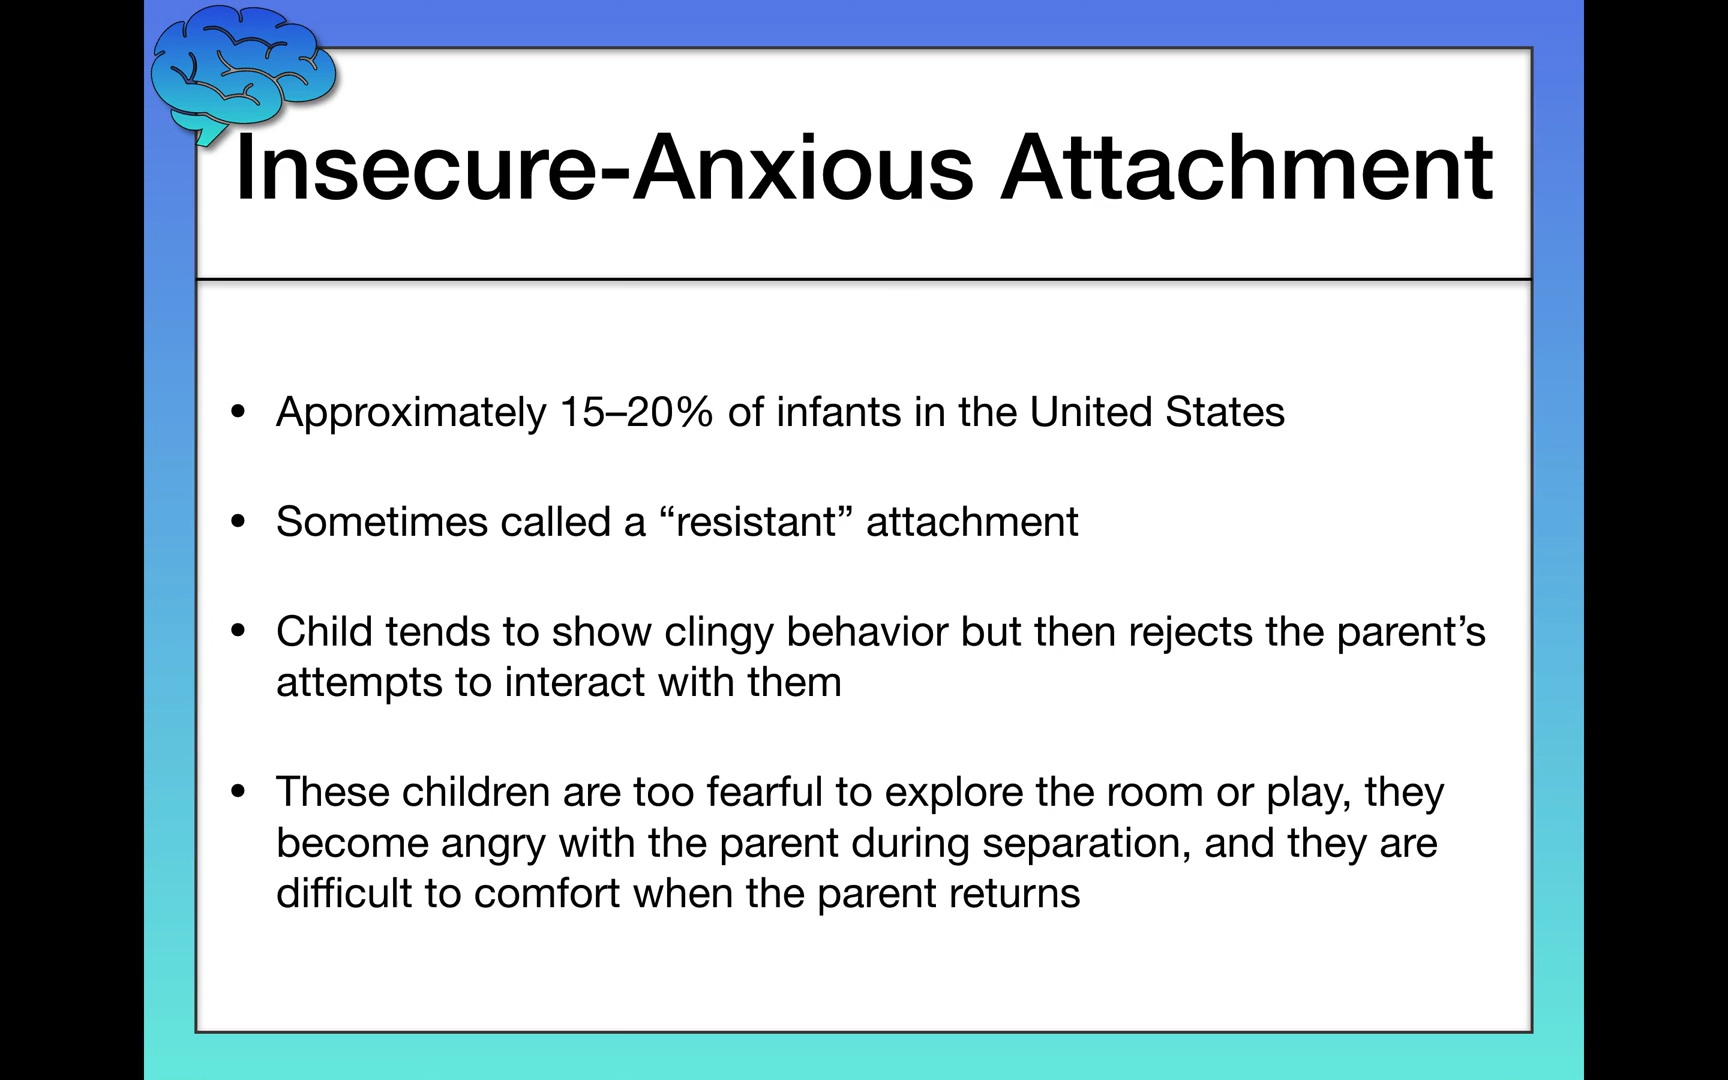 Insecure-Anxious Attachment
• Approximately 15–20% of infants in the United States
• Sometimes called a “resistant” attachment
• Child tends to show clingy behavior but then rejects the parent’s
attempts to interact with them
• These children are too fearful to explore the room or play, they
become angry with the parent during separation, and they are
difficult to comfort when the parent returns